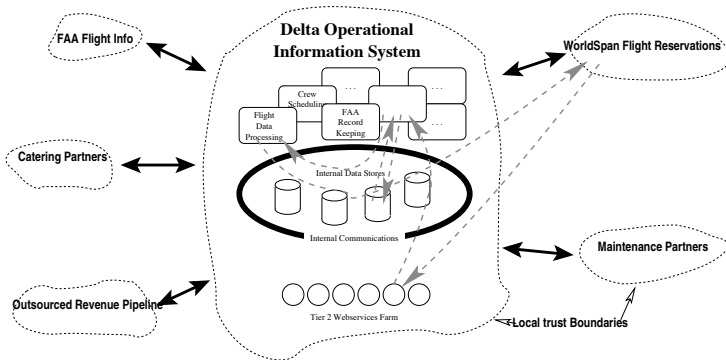 Delta Operational
Information System
FAA Flight Info
WorldSpan Flight Reservations
. . .
. . .
Crew
Scheduling
Flight
Data
Processing
FAA
Record
Keeping
. . .
Catering Partners
Internal Data Stores
Internal Communications
Maintenance Partners
Outsourced Revenue Pipeline
Tier 2 Webservices Farm
Local trust Boundaries